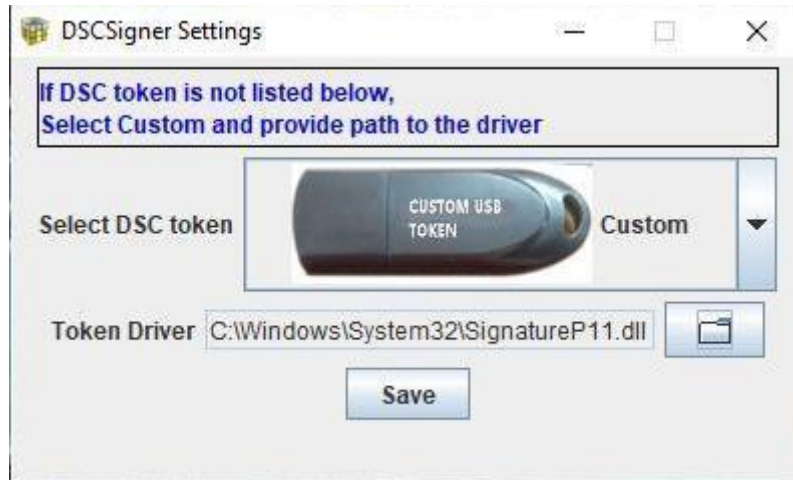 DSCSigner Settings
If DSC token is not listed below,
Select Custom and provide path to the driver
Select DSC token
CUSTOM USB
TOKEN
Custom
Token Driver
C:\Windows\System32\SignatureP11.dll
Save